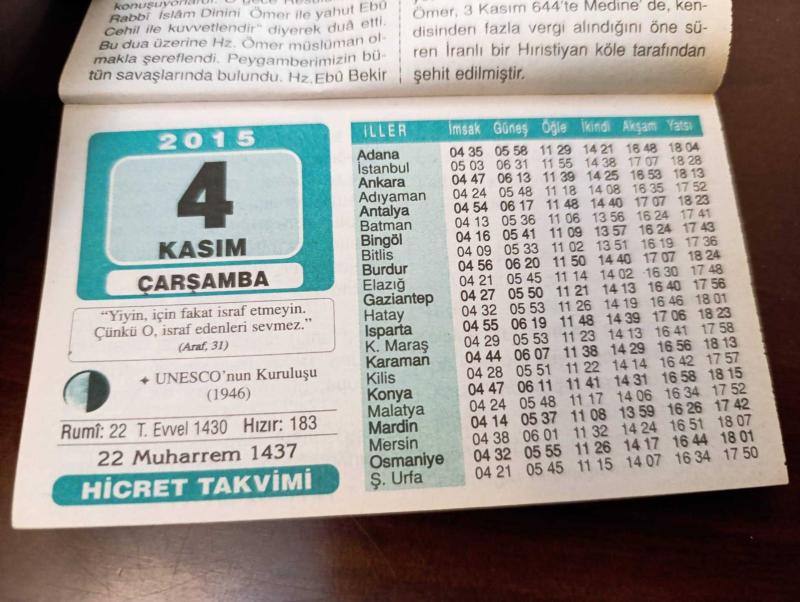 konuşuyorlardı. O gece
Rabbî İslâm Dinini Ömer ile yahut Ebû
Cehil ile kuvvetlendir" diyerek duâ etti.
Bu dua üzerine Hz. Ömer müslüman ol-
makla şereflendi. Peygamberimizin bü-
tün savaşlarında bulundu. Hz. Ebû Bekir
Ömer, 3 Kasım 644'te Medine' de, ken-
disinden fazla vergi alındığını öne sü-
ren İranlı bir Hıristiyan köle tarafından
şehit edilmiştir.
2015
4
KASIM
ÇARŞAMBA
"Yiyin, için fakat israf etmeyin.
Çünkü O, israf edenleri sevmez."
(Araf, 31)
UNESCO'nun Kuruluşu
(1946)
Rumî: 22 T. Evvel 1430 Hızır: 183
22 Muharrem 1437
HİCRET TAKVİMİ
İLLER İmsak Güneş Öğle İkindi Akşam Yatsı
Adana 04 35 05 58 11 29 14 21 16 48 18 04
İstanbul 05 03 06 31 11 55 14 38 17 07 18 28
Ankara 04 47 06 13 11 39 14 25 16 53 18 13
Adıyaman 04 24 05 48 11 18 14 08 16 35 17 52
Antalya 04 54 06 17 11 48 14 40 17 07 18 23
Batman 04 13 05 36 11 06 13 56 16 24 17 41
Bingöl 04 16 05 41 11 09 13 57 16 24 17 43
Bitlis 04 09 05 33 11 02 13 51 16 19 17 36
Burdur 04 56 06 20 11 50 14 40 17 07 18 24
Elazığ 04 21 05 45 11 14 14 02 16 30 17 48
Gaziantep 04 27 05 50 11 21 14 13 16 40 17 56
Hatay 04 32 05 53 11 26 14 19 16 46 18 01
Isparta 04 55 06 19 11 48 14 39 17 06 18 23
K. Maraş 04 29 05 53 11 23 14 13 16 41 17 58
Karaman 04 44 06 07 11 38 14 29 16 56 18 13
Kilis 04 28 05 51 11 22 14 14 16 42 17 57
Konya 04 47 06 11 11 41 14 31 16 58 18 15
Malatya 04 24 05 48 11 17 14 06 16 34 17 52
Mardin 04 14 05 37 11 08 13 59 16 26 17 42
Mersin 04 38 06 01 11 32 14 24 16 51 18 07
Osmaniye 04 32 05 55 11 26 14 17 16 44 18 01
Ş. Urfa 04 21 05 45 11 15 14 07 16 34 17 50